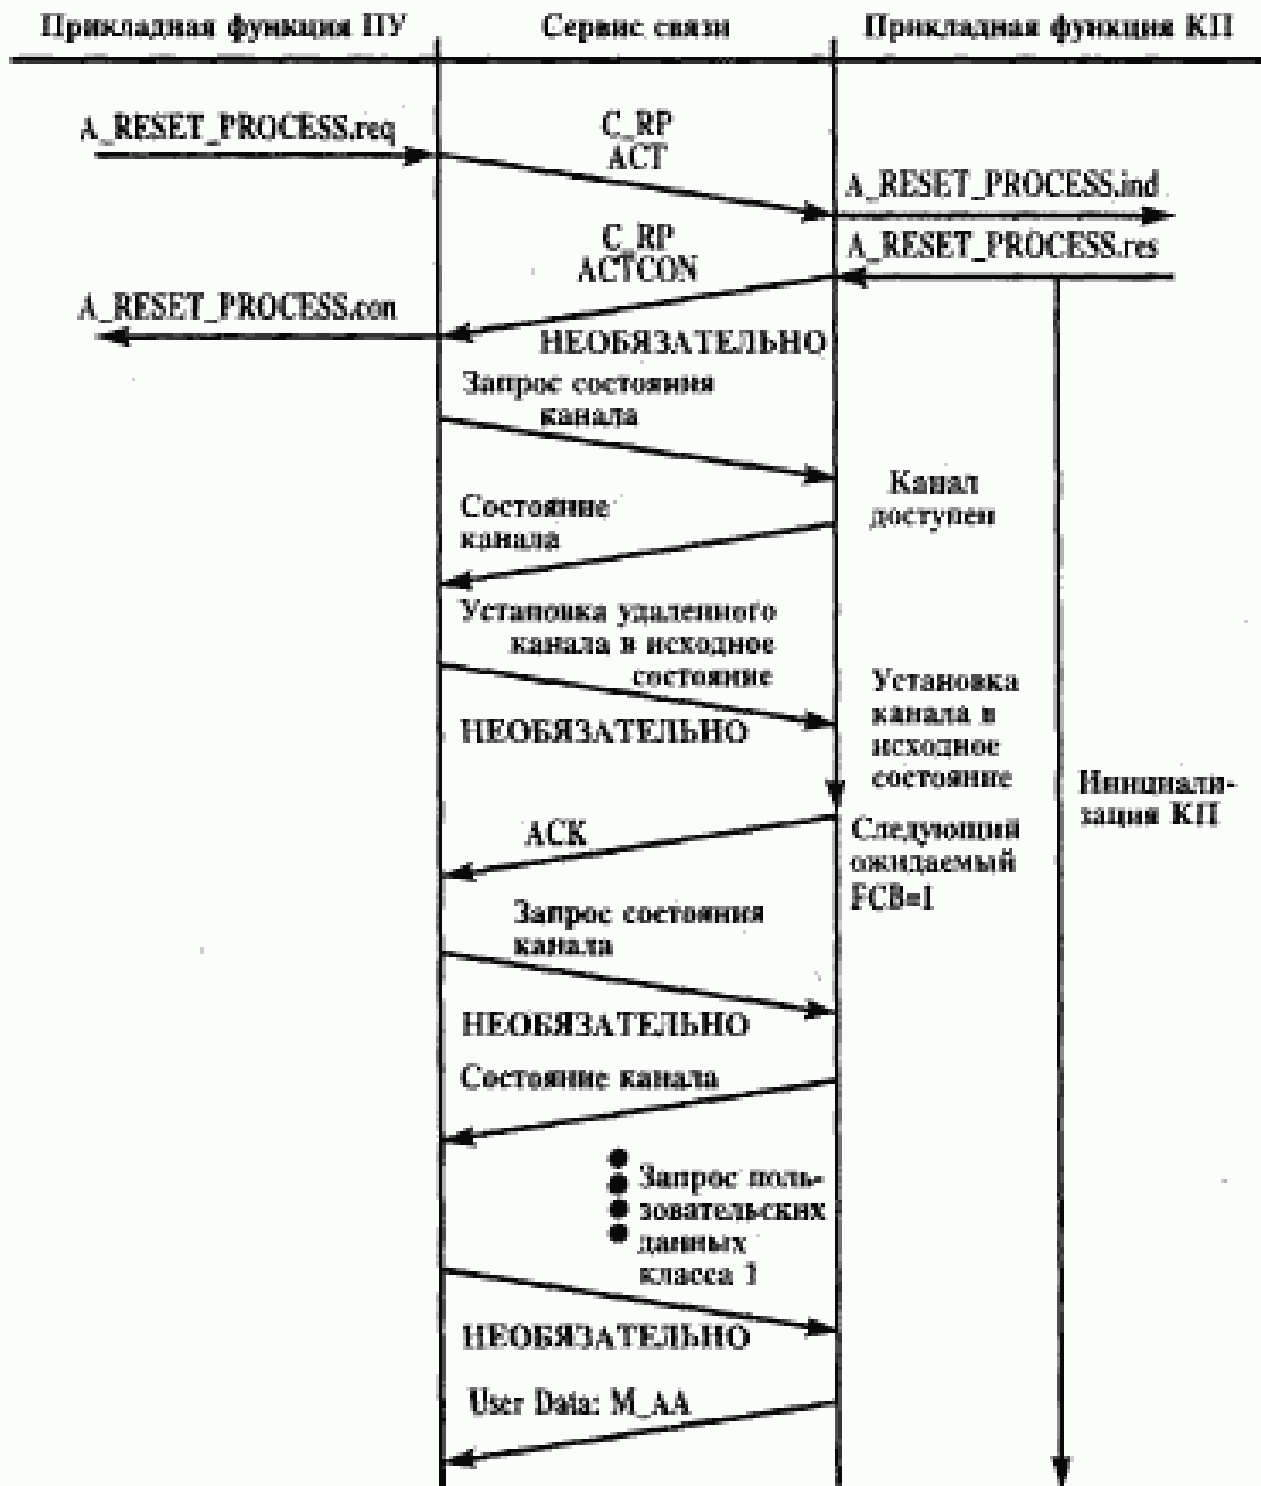 Прикладная функция ПУ
Сервис связи
Прикладная функция КП
A_RESET_PROCESS.req
C_RP
ACT
A_RESET_PROCESS.ind
C_RP
ACTCON
A_RESET_PROCESS.res
A_RESET_PROCESS.con
НЕОБЯЗАТЕЛЬНО
Запрос состояния
канала
Канал
доступен
Состояние
канала
Установка удаленного
канала в исходное
состояние
Установка
канала в
исходное
состояние
НЕОБЯЗАТЕЛЬНО
Инициали-
зация КП
ACK
Следующий
ожидаемый
FCB=1
Запрос состояния
канала
НЕОБЯЗАТЕЛЬНО
Состояние канала
Запрос поль-
зовательских
данных
класса 1
НЕОБЯЗАТЕЛЬНО
User Data: M_AA